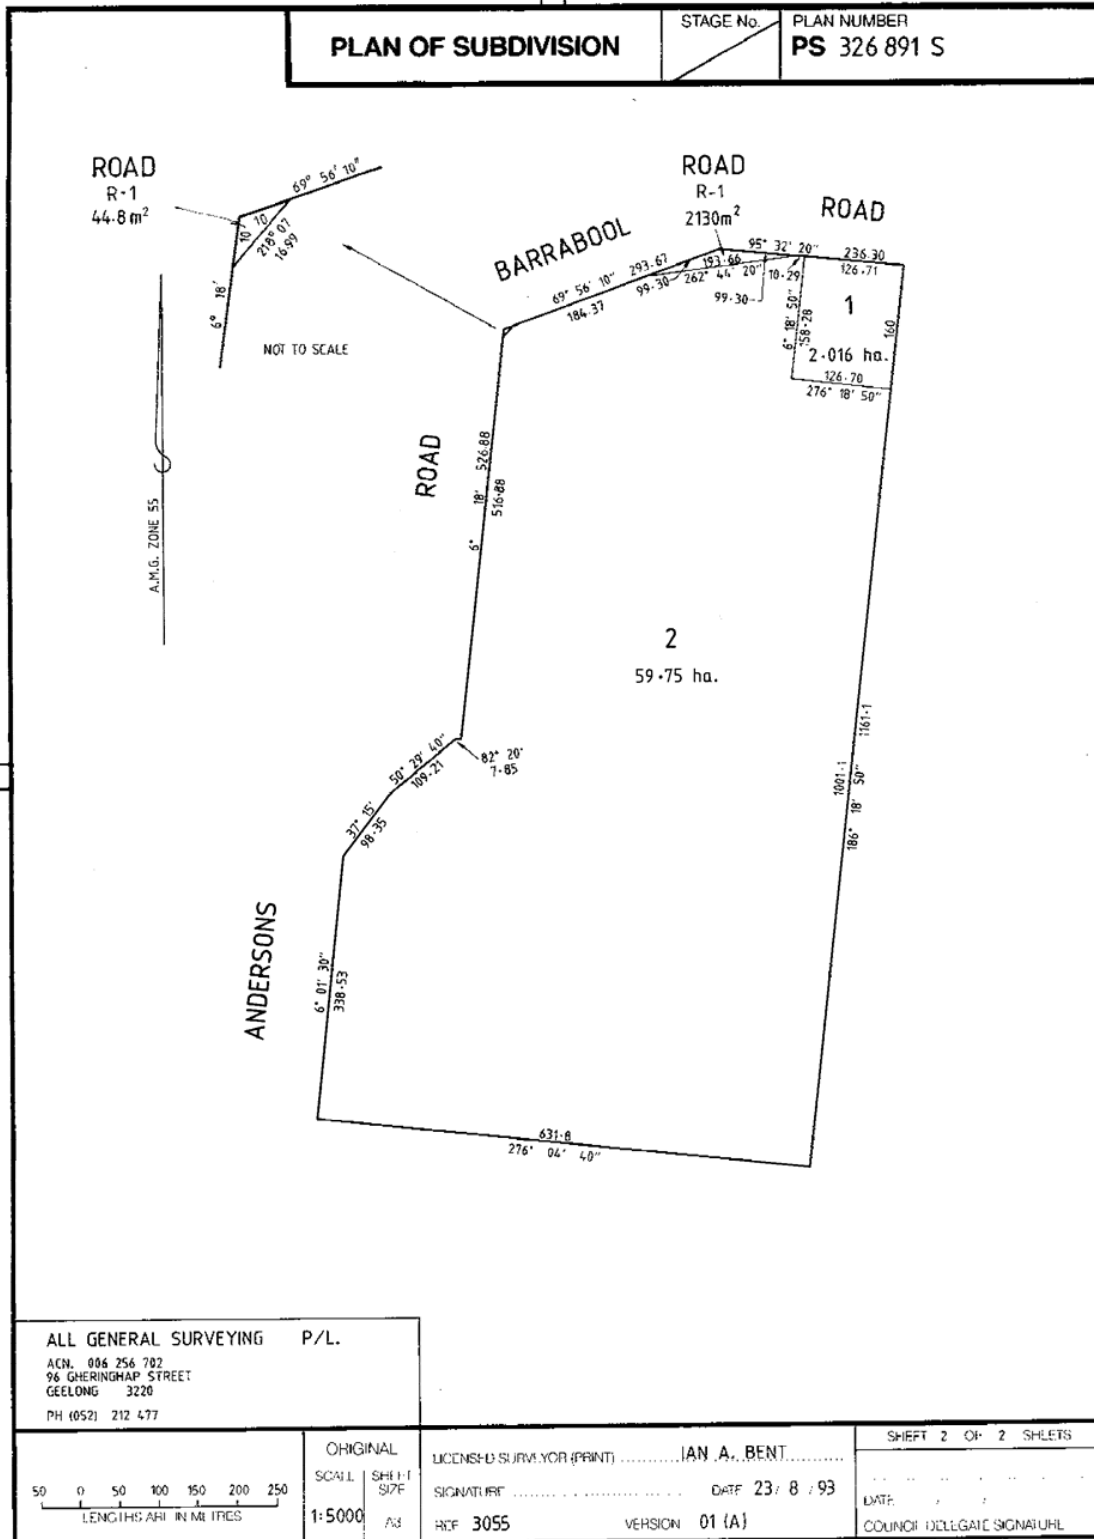 PLAN OF SUBDIVISION
STAGE No.
PLAN NUMBER
PS 326 891 S
ROAD
R-1
44.8 m²
69° 56' 10"
10 10
218° 07'
16.99
6° 18'
NOT TO SCALE
A.M.G. ZONE 55
BARRABOOL
ROAD
R-1
2130m²
ROAD
69° 56' 10" 293.67
184.37
99.30
193.66
262° 44' 20"
95° 32' 20" 236.30
126.71
10.29
99.30
6° 18' 50"
158.28
1
2.016 ha.
160
126.70
276° 18' 50"
ROAD
6° 18' 526.88
516.88
2
59.75 ha.
82° 20'
7.85
50° 29' 40"
109.21
37° 15'
98.35
ANDERSONS
6° 01' 30"
338.53
1161.1
1001.1
186° 18' 50"
631.8
276° 04' 40"
ALL GENERAL SURVEYING P/L.
ACN. 006 256 702
96 GHERINGHAP STREET
GEELONG 3220
PH (052) 212 477
50 0 50 100 150 200 250
LENGTHS ARE IN METRES
ORIGINAL
SCALE
SHEET SIZE
1:5000
A3
LICENSED SURVEYOR (PRINT) IAN A. BENT
SIGNATURE DATE 23 / 8 / 93
REF 3055 VERSION 01 (A)
SHEET 2 OF 2 SHEETS
DATE / /
COUNCIL DELEGATE SIGNATURE